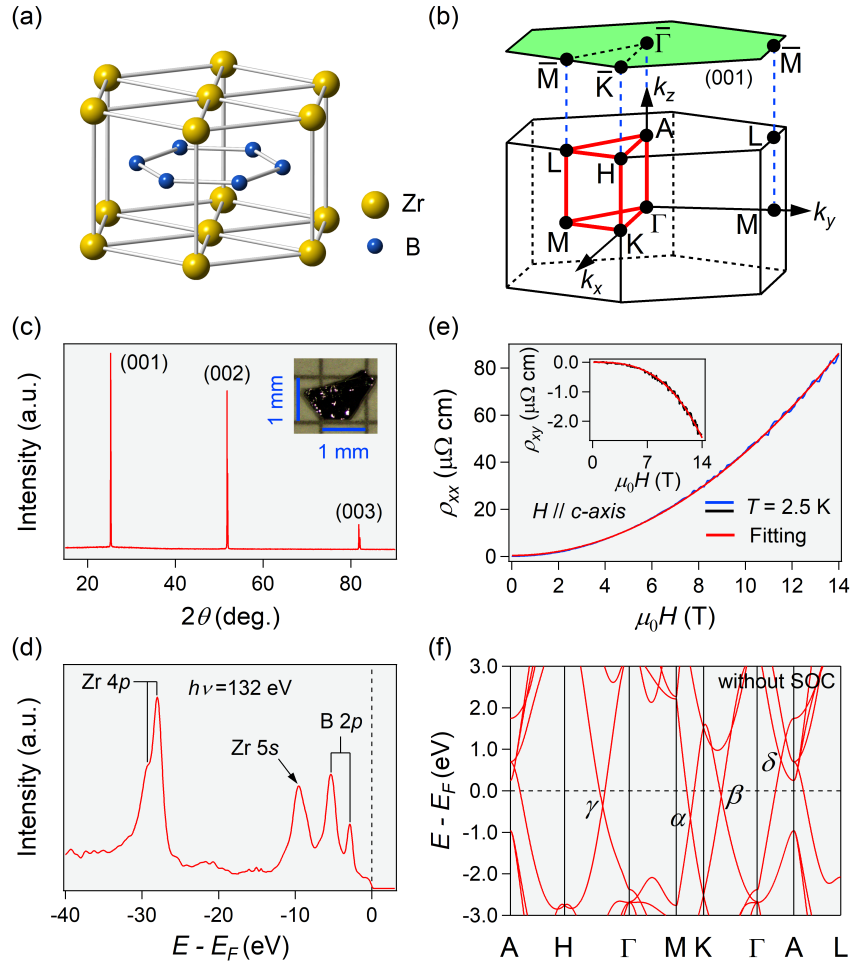 (a)
Zr
B
(b)
M̅
K̅
Γ̅
M̅
(001)
k_z
A
L
H
L
M
Γ
K
M
k_y
k_x
(c)
Intensity (a.u.)
(001)
(002)
(003)
1 mm
1 mm
20 40 60 80
2θ (deg.)
(e)
ρxx (μΩ cm)
80
60
40
20
0
ρxy (μΩ cm)
0.0
-1.0
-2.0
0 7 14
μ0H (T)
H // c-axis
T = 2.5 K
Fitting
0 2 4 6 8 10 12 14
μ0H (T)
(d)
Intensity (a.u.)
Zr 4p
hν=132 eV
B 2p
Zr 5s
-40 -30 -20 -10 0
E - EF (eV)
(f)
E - EF (eV)
3.0
2.0
1.0
0.0
-1.0
-2.0
-3.0
without SOC
γ
α
β
δ
A H Γ M K Γ A L